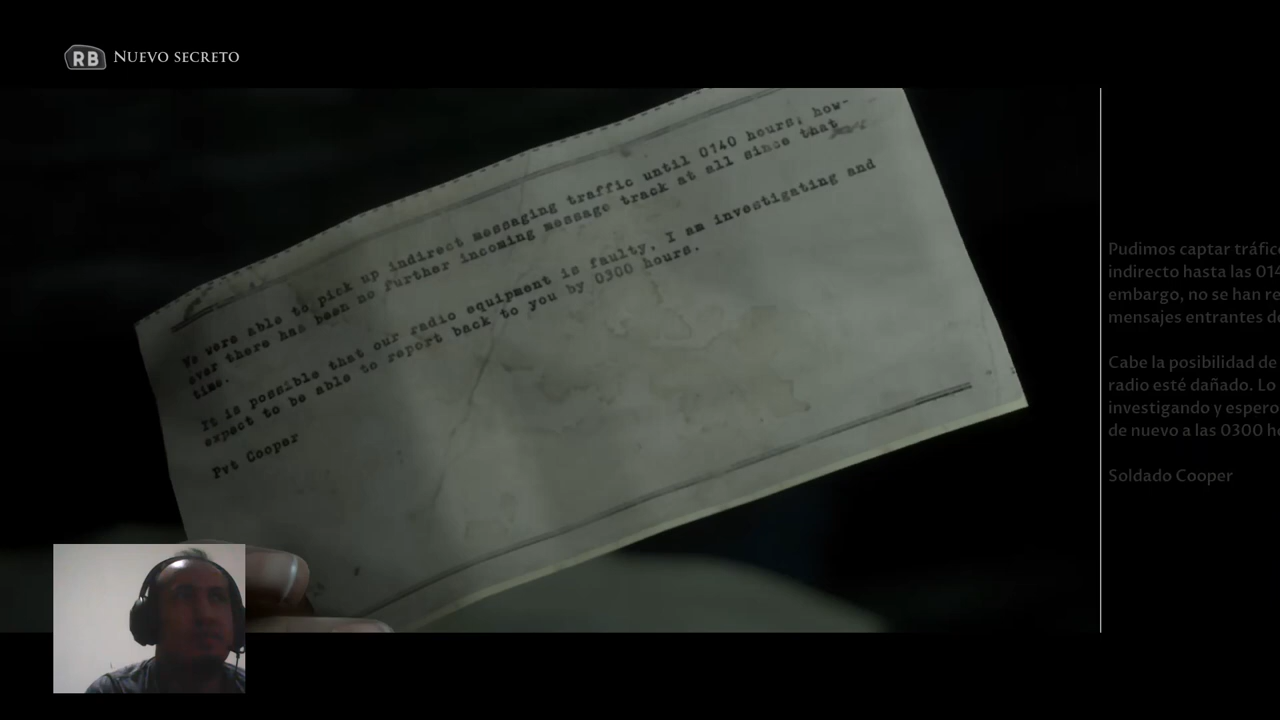 RB NUEVO SECRETO
We were able to pick up indirect messaging traffic until 0140 hours, how-
ever there has been no further incoming message track at all since that
time.
It is possible that our radio equipment is faulty, I am investigating and
expect to be able to report back to you by 0300 hours.
Pvt Cooper
Pudimos captar tráfic
indirecto hasta las 014
embargo, no se han re
mensajes entrantes de
Cabe la posibilidad de
radio esté dañado. Lo
investigando y espero
de nuevo a las 0300 h
Soldado Cooper